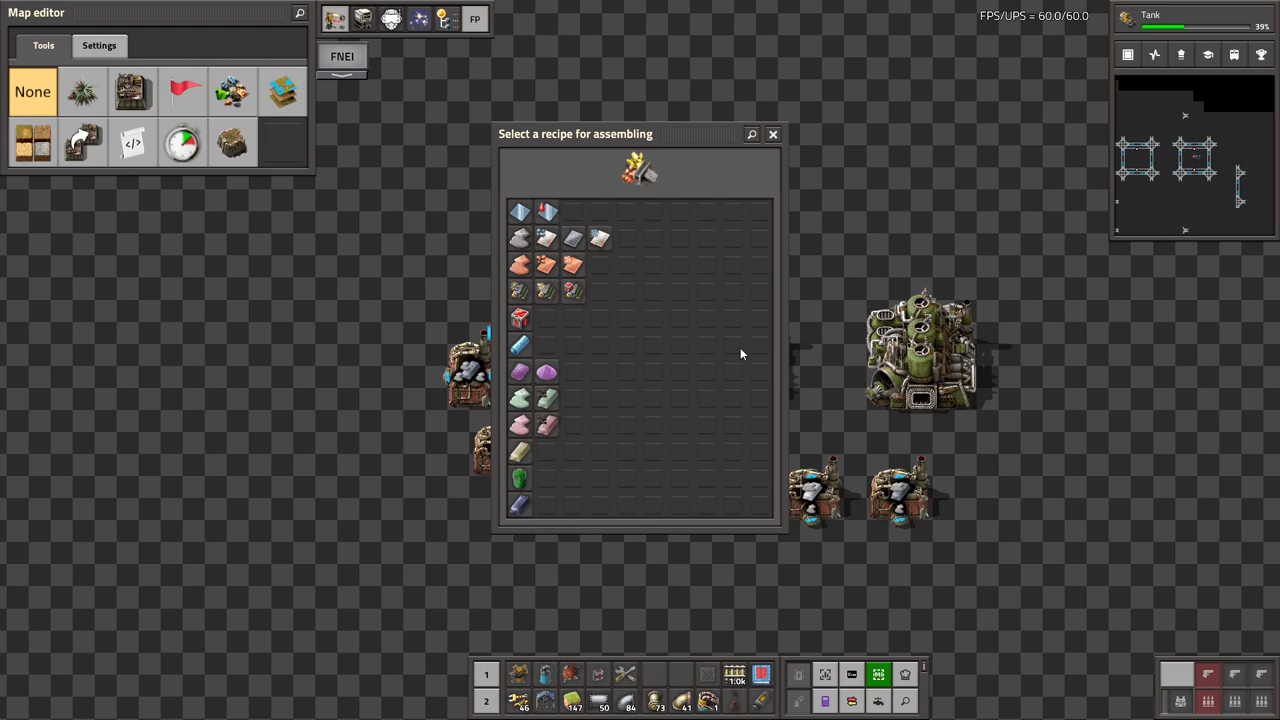 Map editor
FP
FPS/UPS = 60.0/60.0
Tank
39%
Tools
Settings
FNEI
None
Select a recipe for assembling
1
1.0k
2
46
147
50
84
73
41
1